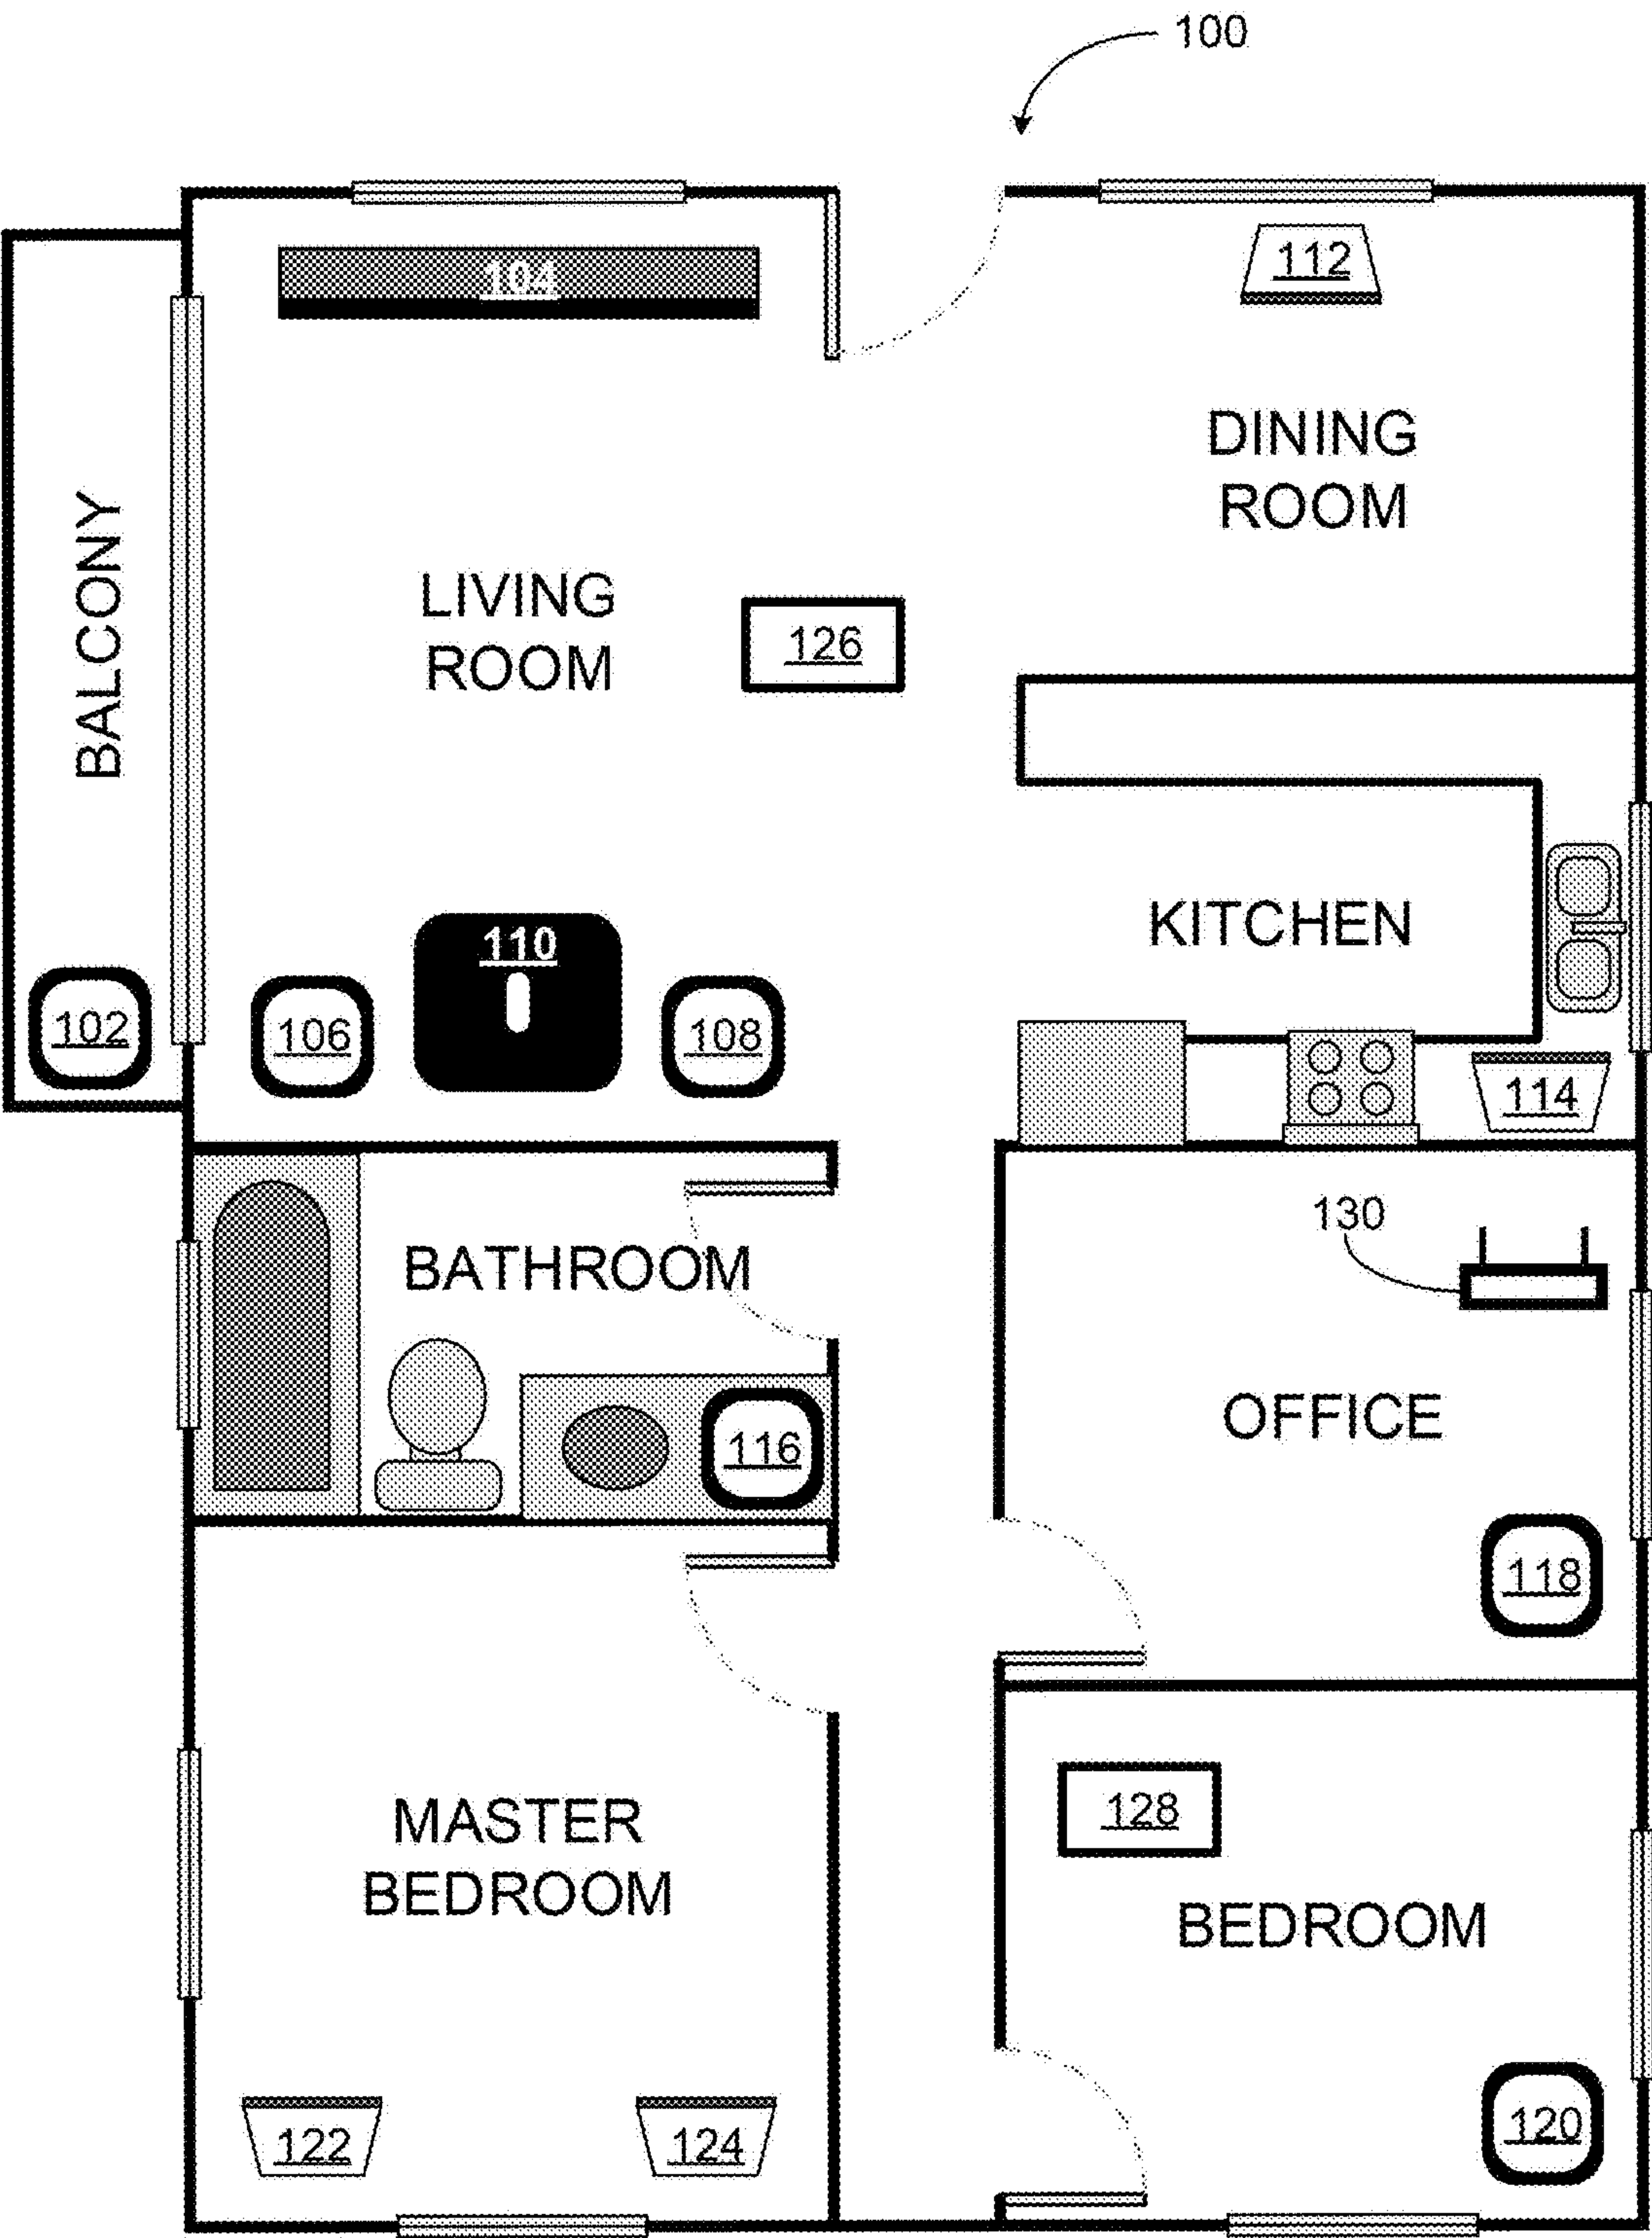 100
104
112
DINING
ROOM
BALCONY
LIVING
ROOM
126
KITCHEN
110
102
106
108
114
130
BATHROOM
OFFICE
116
118
128
MASTER
BEDROOM
BEDROOM
122
124
120